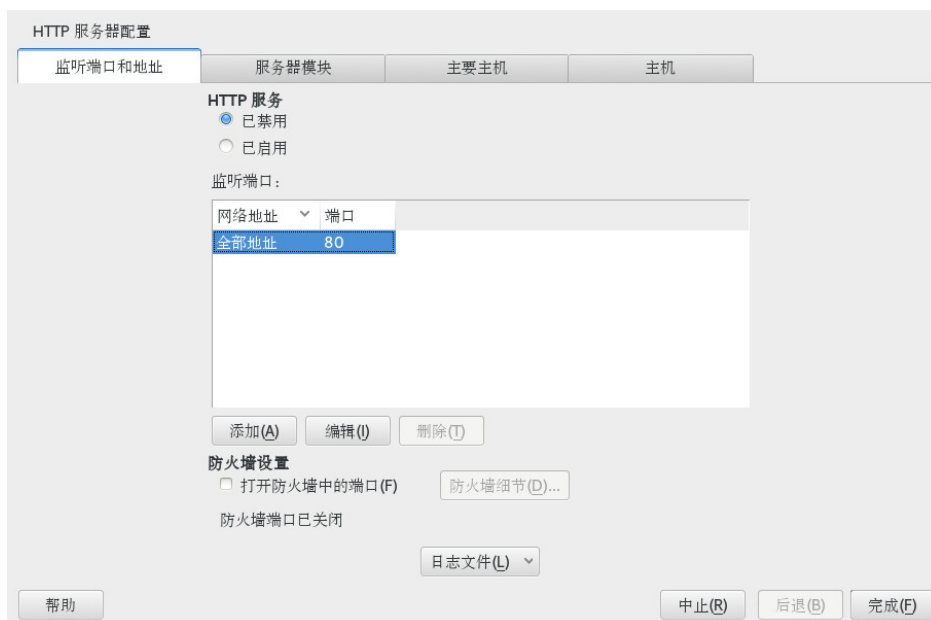 HTTP 服务器配置
监听端口和地址 服务器模块 主要主机 主机
HTTP 服务
已禁用
已启用
监听端口：
网络地址 端口
全部地址 80
添加(A) 编辑(I) 删除(T)
防火墙设置
打开防火墙中的端口(F) 防火墙细节(D)...
防火墙端口已关闭
日志文件(L)
帮助 中止(R) 后退(B) 完成(F)